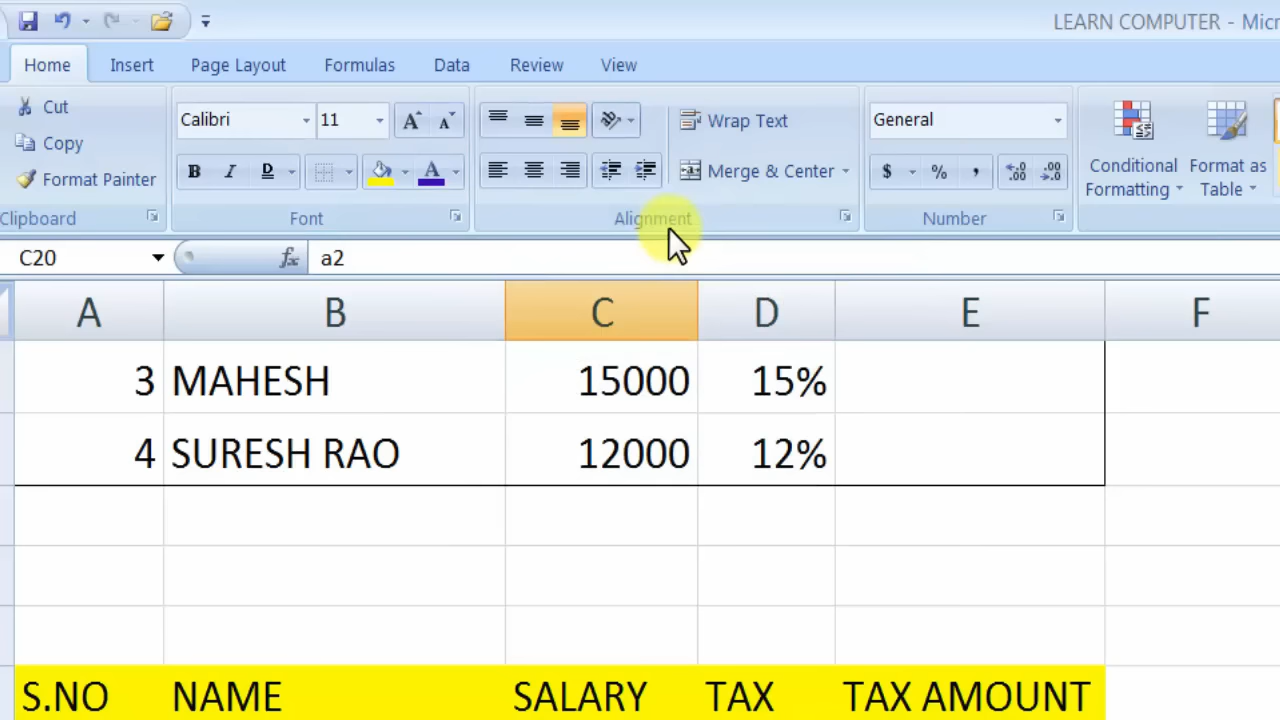 LEARN COMPUTER - Micr
Home Insert Page Layout Formulas Data Review View
Cut
Copy
Format Painter
Clipboard
Calibri 11 A A
B I D A
Font
Wrap Text
Merge & Center
Alignment
General
$ % , .00 .00
Number
Conditional Formatting
Format as Table
C20 fx a2
A B C D E F
3 MAHESH 15000 15%
4 SURESH RAO 12000 12%
S.NO NAME SALARY TAX TAX AMOUNT